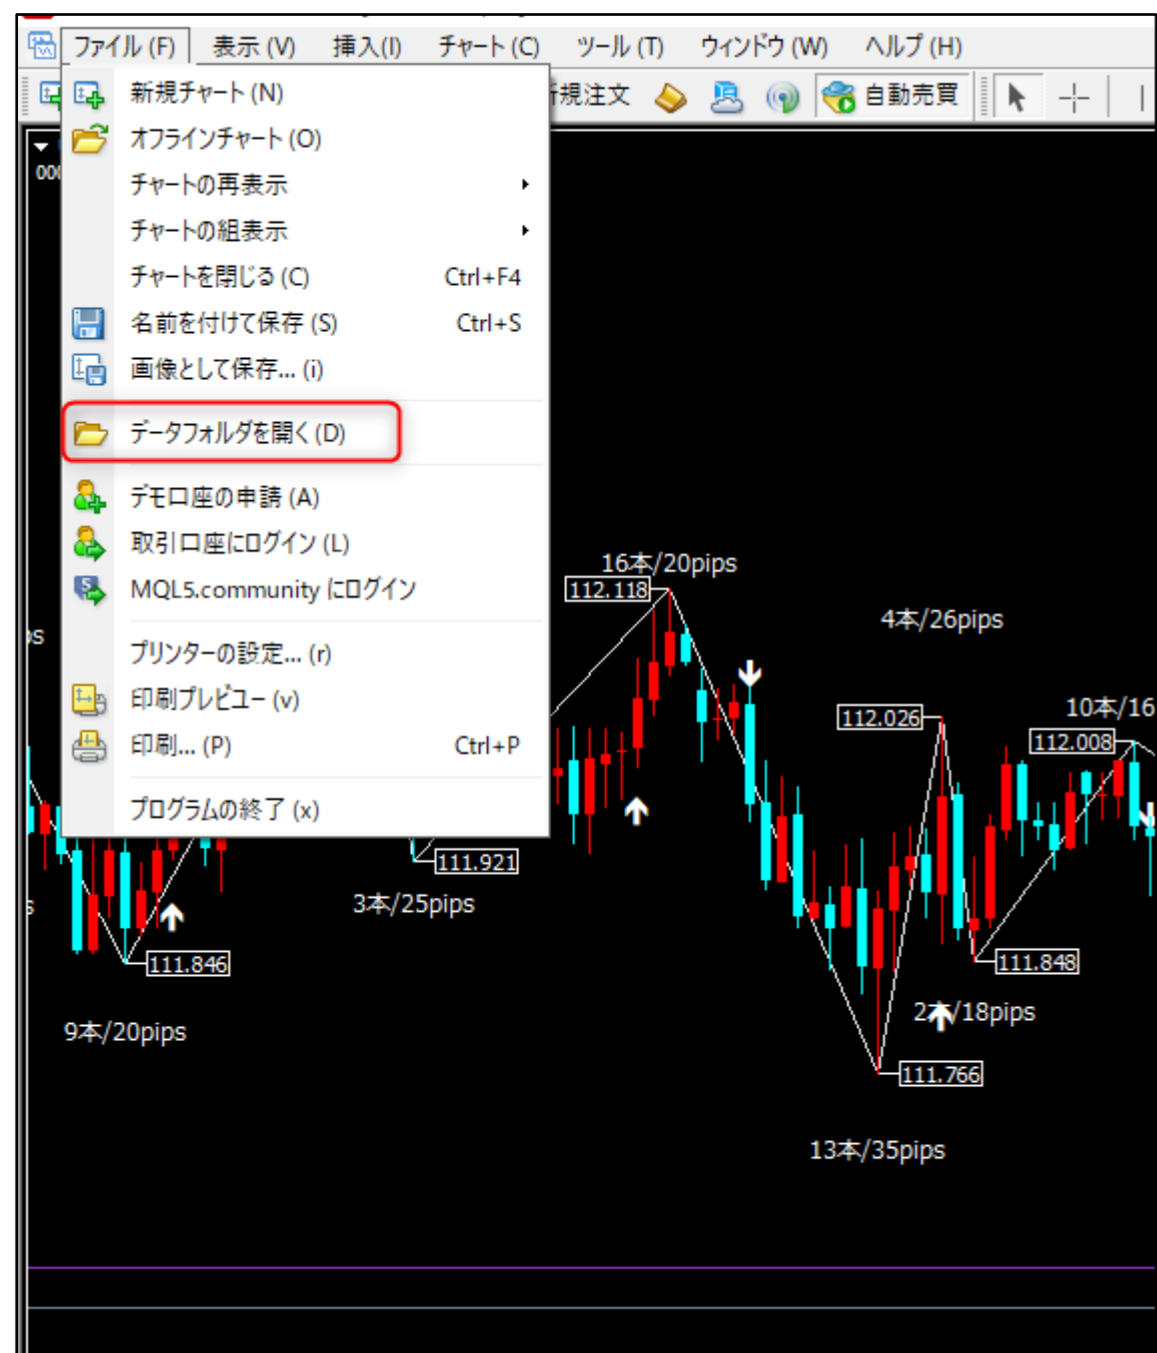 ファイル (F) 表示 (V) 挿入(I) チャート (C) ツール (T) ウィンドウ (W) ヘルプ (H)
規注文 自動売買
新規チャート (N)
オフラインチャート (O)
チャートの再表示
チャートの組表示
チャートを閉じる (C) Ctrl+F4
名前を付けて保存 (S) Ctrl+S
画像として保存... (i)
データフォルダを開く (D)
デモ口座の申請 (A)
取引口座にログイン (L)
MQL5.community にログイン
プリンターの設定... (r)
印刷プレビュー (v)
印刷... (P) Ctrl+P
プログラムの終了 (x)
000
16本/20pips
112.118
4本/26pips
112.026
10本/16
112.008
111.921
3本/25pips
111.846
9本/20pips
111.848
2本/18pips
111.766
13本/35pips